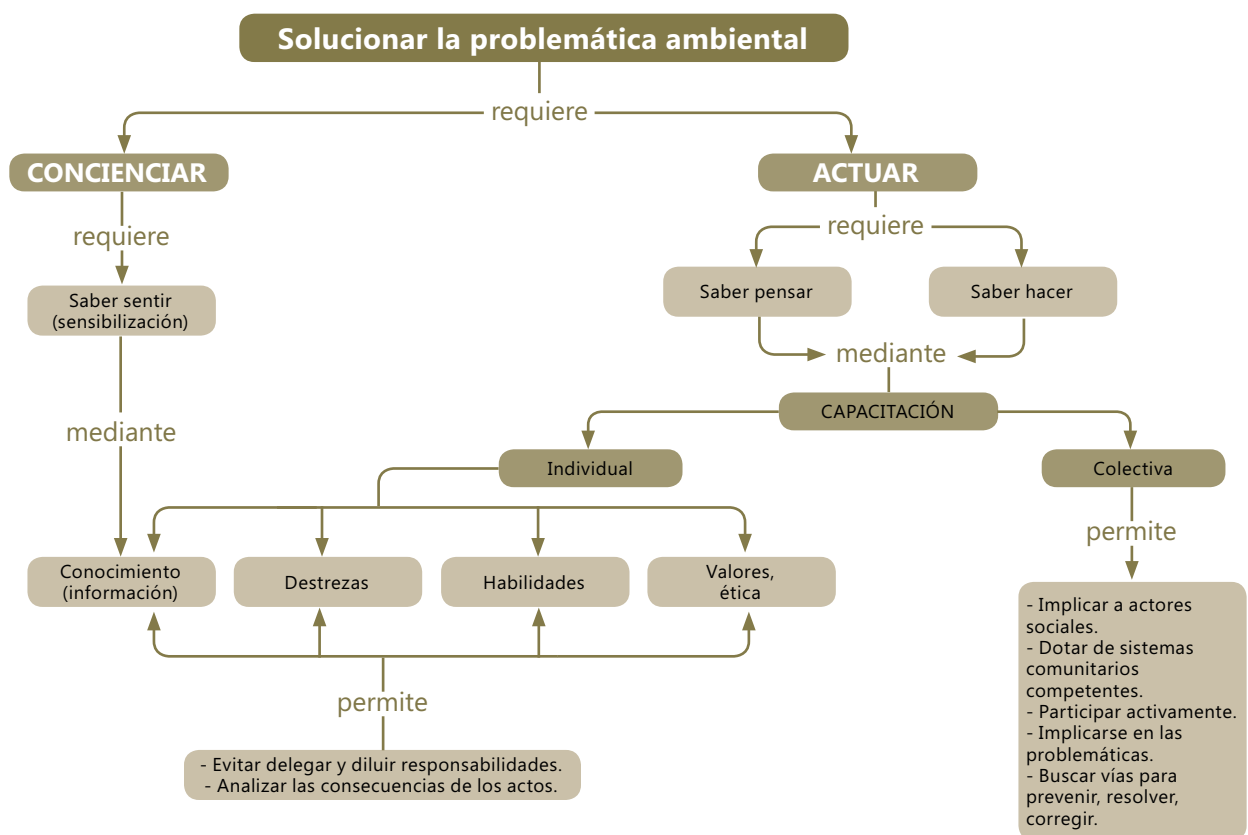 Solucionar la problemática ambiental
requiere
CONCIENCIAR
ACTUAR
requiere
requiere
Saber sentir
(sensibilización)
Saber pensar
Saber hacer
mediante
mediante
CAPACITACIÓN
Individual
Colectiva
permite
Conocimiento
(información)
Destrezas
Habilidades
Valores,
ética
permite
- Evitar delegar y diluir responsabilidades.
- Analizar las consecuencias de los actos.
- Implicar a actores
sociales.
- Dotar de sistemas
comunitarios
competentes.
- Participar activamente.
- Implicarse en las
problemáticas.
- Buscar vías para
prevenir, resolver,
corregir.